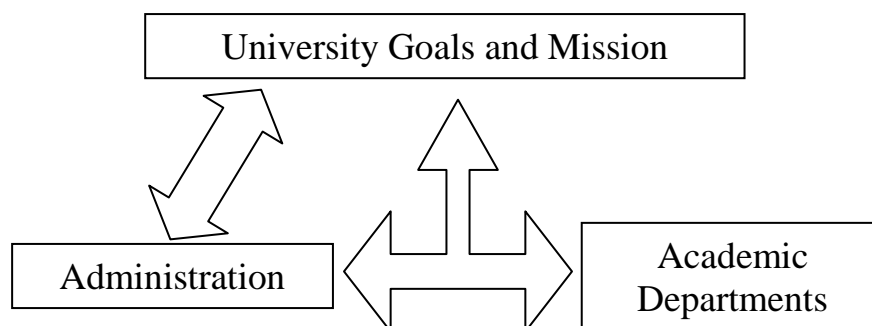 University Goals and Mission
Administration
Academic
Departments